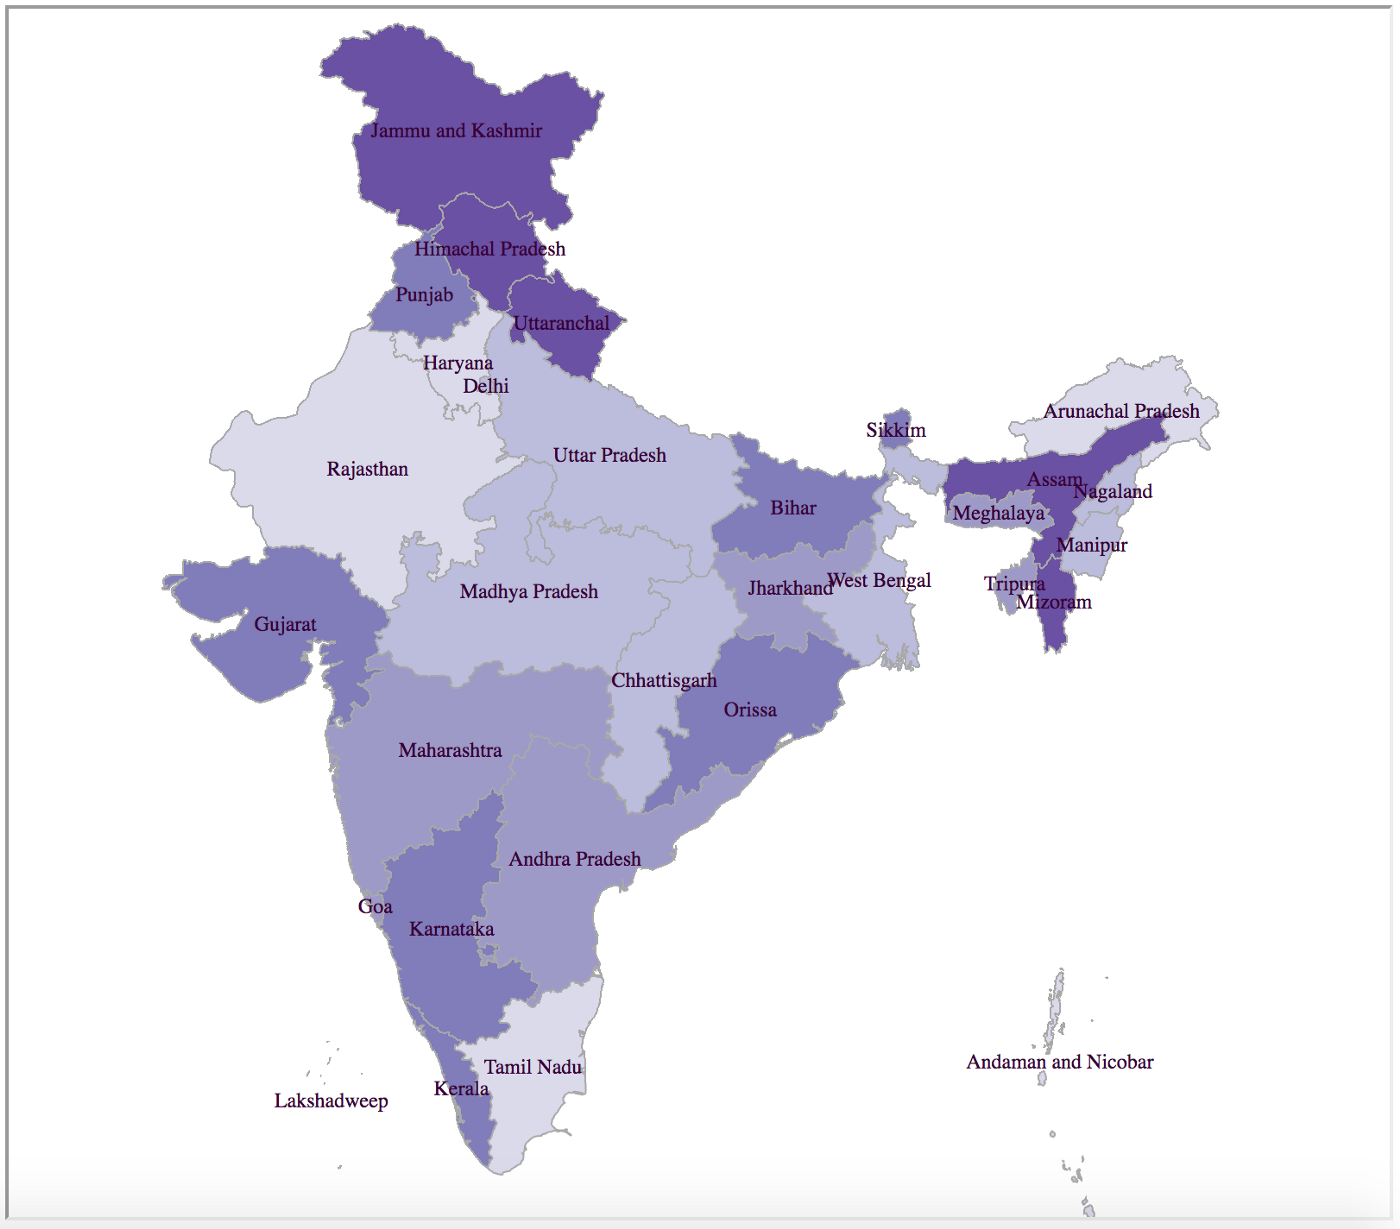 Jammu and Kashmir
Himachal Pradesh
Punjab
Uttaranchal
Haryana
Delhi
Arunachal Pradesh
Sikkim
Uttar Pradesh
Rajasthan
Assam
Nagaland
Bihar
Meghalaya
Manipur
West Bengal
Tripura
Jharkhand
Madhya Pradesh
Mizoram
Gujarat
Chhattisgarh
Orissa
Maharashtra
Andhra Pradesh
Goa
Karnataka
Andaman and Nicobar
Tamil Nadu
Kerala
Lakshadweep